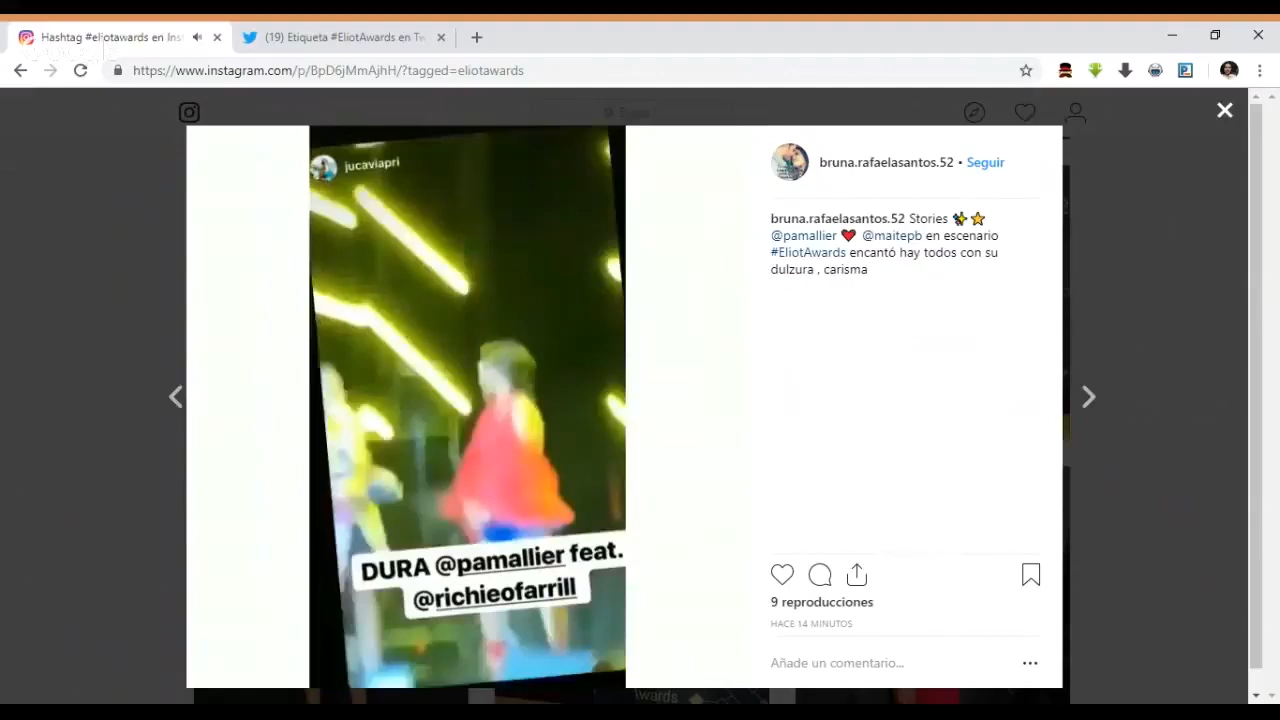 Hashtag #eliotawards en Inst
(19) Etiqueta #EliotAwards en Tw
https://www.instagram.com/p/BpD6jMmAjhH/?tagged=eliotawards
jucaviapri
DURA @pamallier feat.
@richieofarrill
bruna.rafaelasantos.52 • Seguir
bruna.rafaelasantos.52 Stories ✨⭐
@pamallier ❤️ @maitepb en escenario
#EliotAwards encantó hay todos con su
dulzura , carisma
9 reproducciones
HACE 14 MINUTOS
Añade un comentario...
Awards